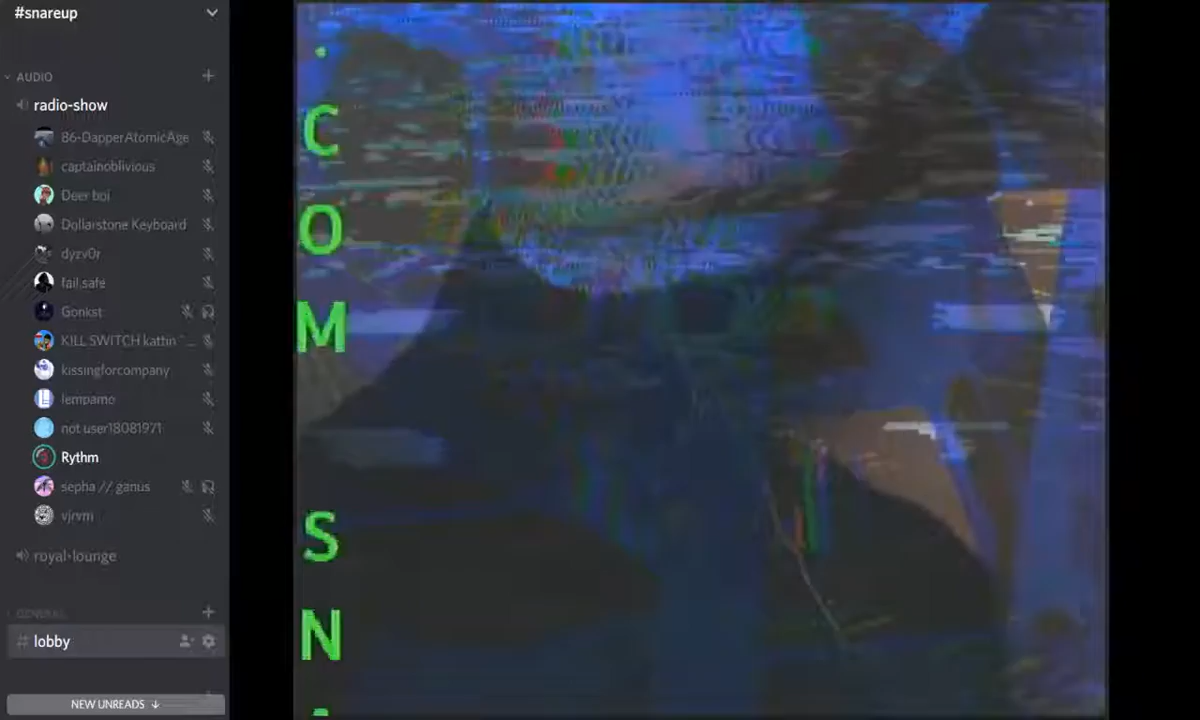 #snareup
AUDIO
radio-show
86-DapperAtomicAge
captainoblivious
Deer boi
Dollarstone Keyboard
dyzv0r
fail.safe
Gonkst
KILL SWITCH kattin ^ ...
kissingforcompany
lempamo
not user18081971
Rythm
sepha // ganus
vjrvm
royal-lounge
GENERAL
# lobby
NEW UNREADS ↓
.
C
O
M
S
N